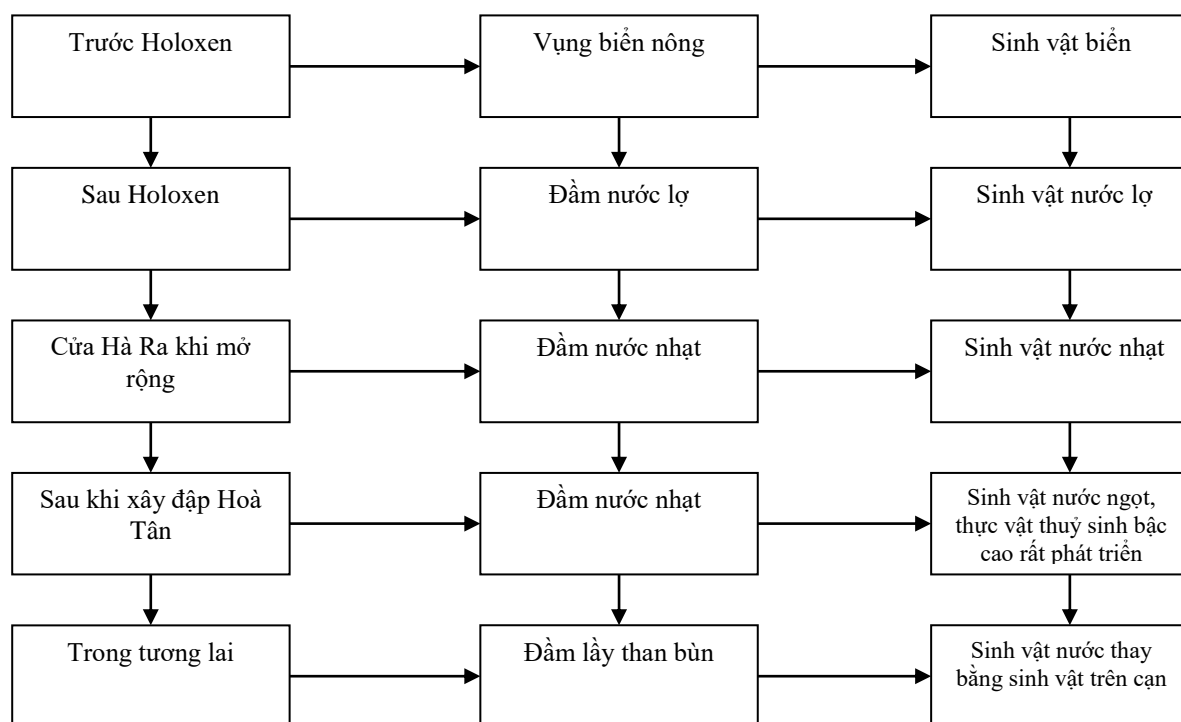 Trước Holoxen
Vụng biển nông
Sinh vật biển
Sau Holoxen
Đầm nước lợ
Sinh vật nước lợ
Cửa Hà Ra khi mở
rộng
Đầm nước nhạt
Sinh vật nước nhạt
Sau khi xây đập Hoà
Tân
Đầm nước nhạt
Sinh vật nước ngọt,
thực vật thuỷ sinh bậc
cao rất phát triển
Trong tương lai
Đầm lầy than bùn
Sinh vật nước thay
bằng sinh vật trên cạn